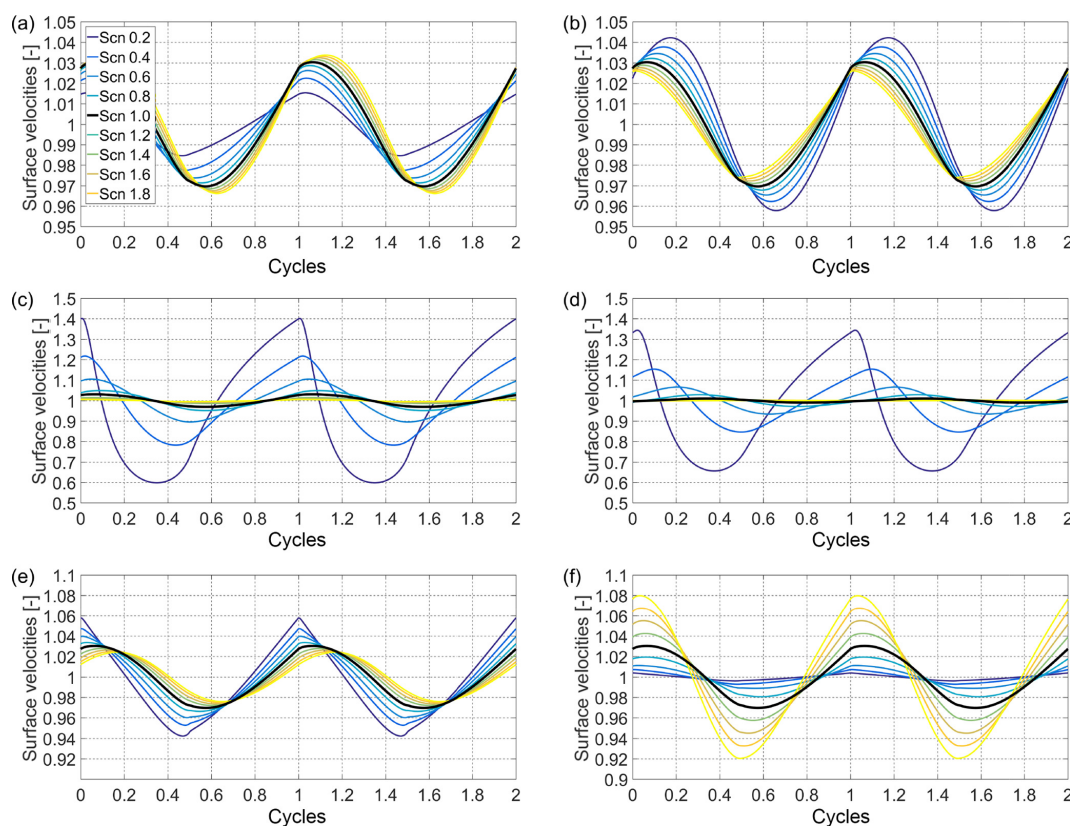 (a)
Surface velocities [-]
1.05
1.04
1.03
1.02
1.01
1
0.99
0.98
0.97
0.96
0.95
Scn 0.2
Scn 0.4
Scn 0.6
Scn 0.8
Scn 1.0
Scn 1.2
Scn 1.4
Scn 1.6
Scn 1.8
0 0.2 0.4 0.6 0.8 1 1.2 1.4 1.6 1.8 2
Cycles
(b)
Surface velocities [-]
1.05
1.04
1.03
1.02
1.01
1
0.99
0.98
0.97
0.96
0.95
0 0.2 0.4 0.6 0.8 1 1.2 1.4 1.6 1.8 2
Cycles
(c)
Surface velocities [-]
1.5
1.4
1.3
1.2
1.1
1
0.9
0.8
0.7
0.6
0.5
0 0.2 0.4 0.6 0.8 1 1.2 1.4 1.6 1.8 2
Cycles
(d)
Surface velocities [-]
1.5
1.4
1.3
1.2
1.1
1
0.9
0.8
0.7
0.6
0.5
0 0.2 0.4 0.6 0.8 1 1.2 1.4 1.6 1.8 2
Cycles
(e)
Surface velocities [-]
1.1
1.08
1.06
1.04
1.02
1
0.98
0.96
0.94
0.92
0 0.2 0.4 0.6 0.8 1 1.2 1.4 1.6 1.8 2
Cycles
(f)
Surface velocities [-]
1.1
1.08
1.06
1.04
1.02
1
0.98
0.96
0.94
0.92
0.9
0 0.2 0.4 0.6 0.8 1 1.2 1.4 1.6 1.8 2
Cycles